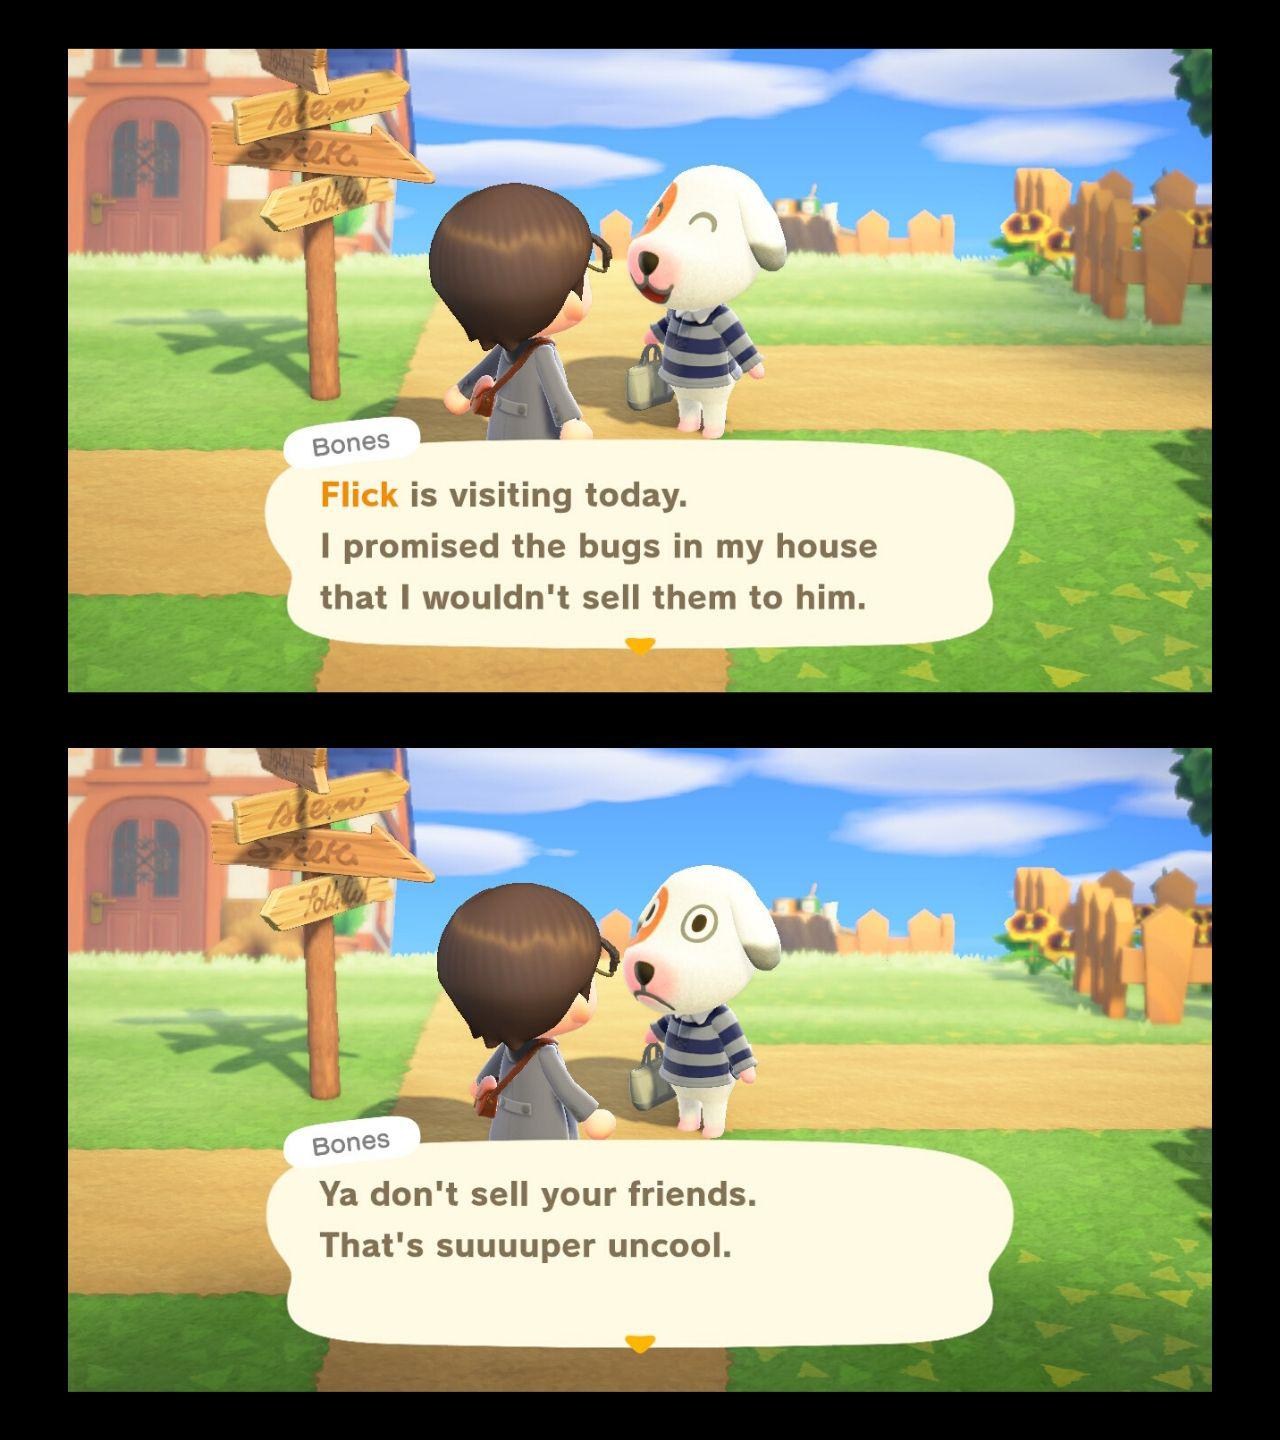 Bones
Flick is visiting today.
I promised the bugs in my house
that I wouldn't sell them to him.
Bones
Ya don't sell your friends.
That's suuuuper uncool.